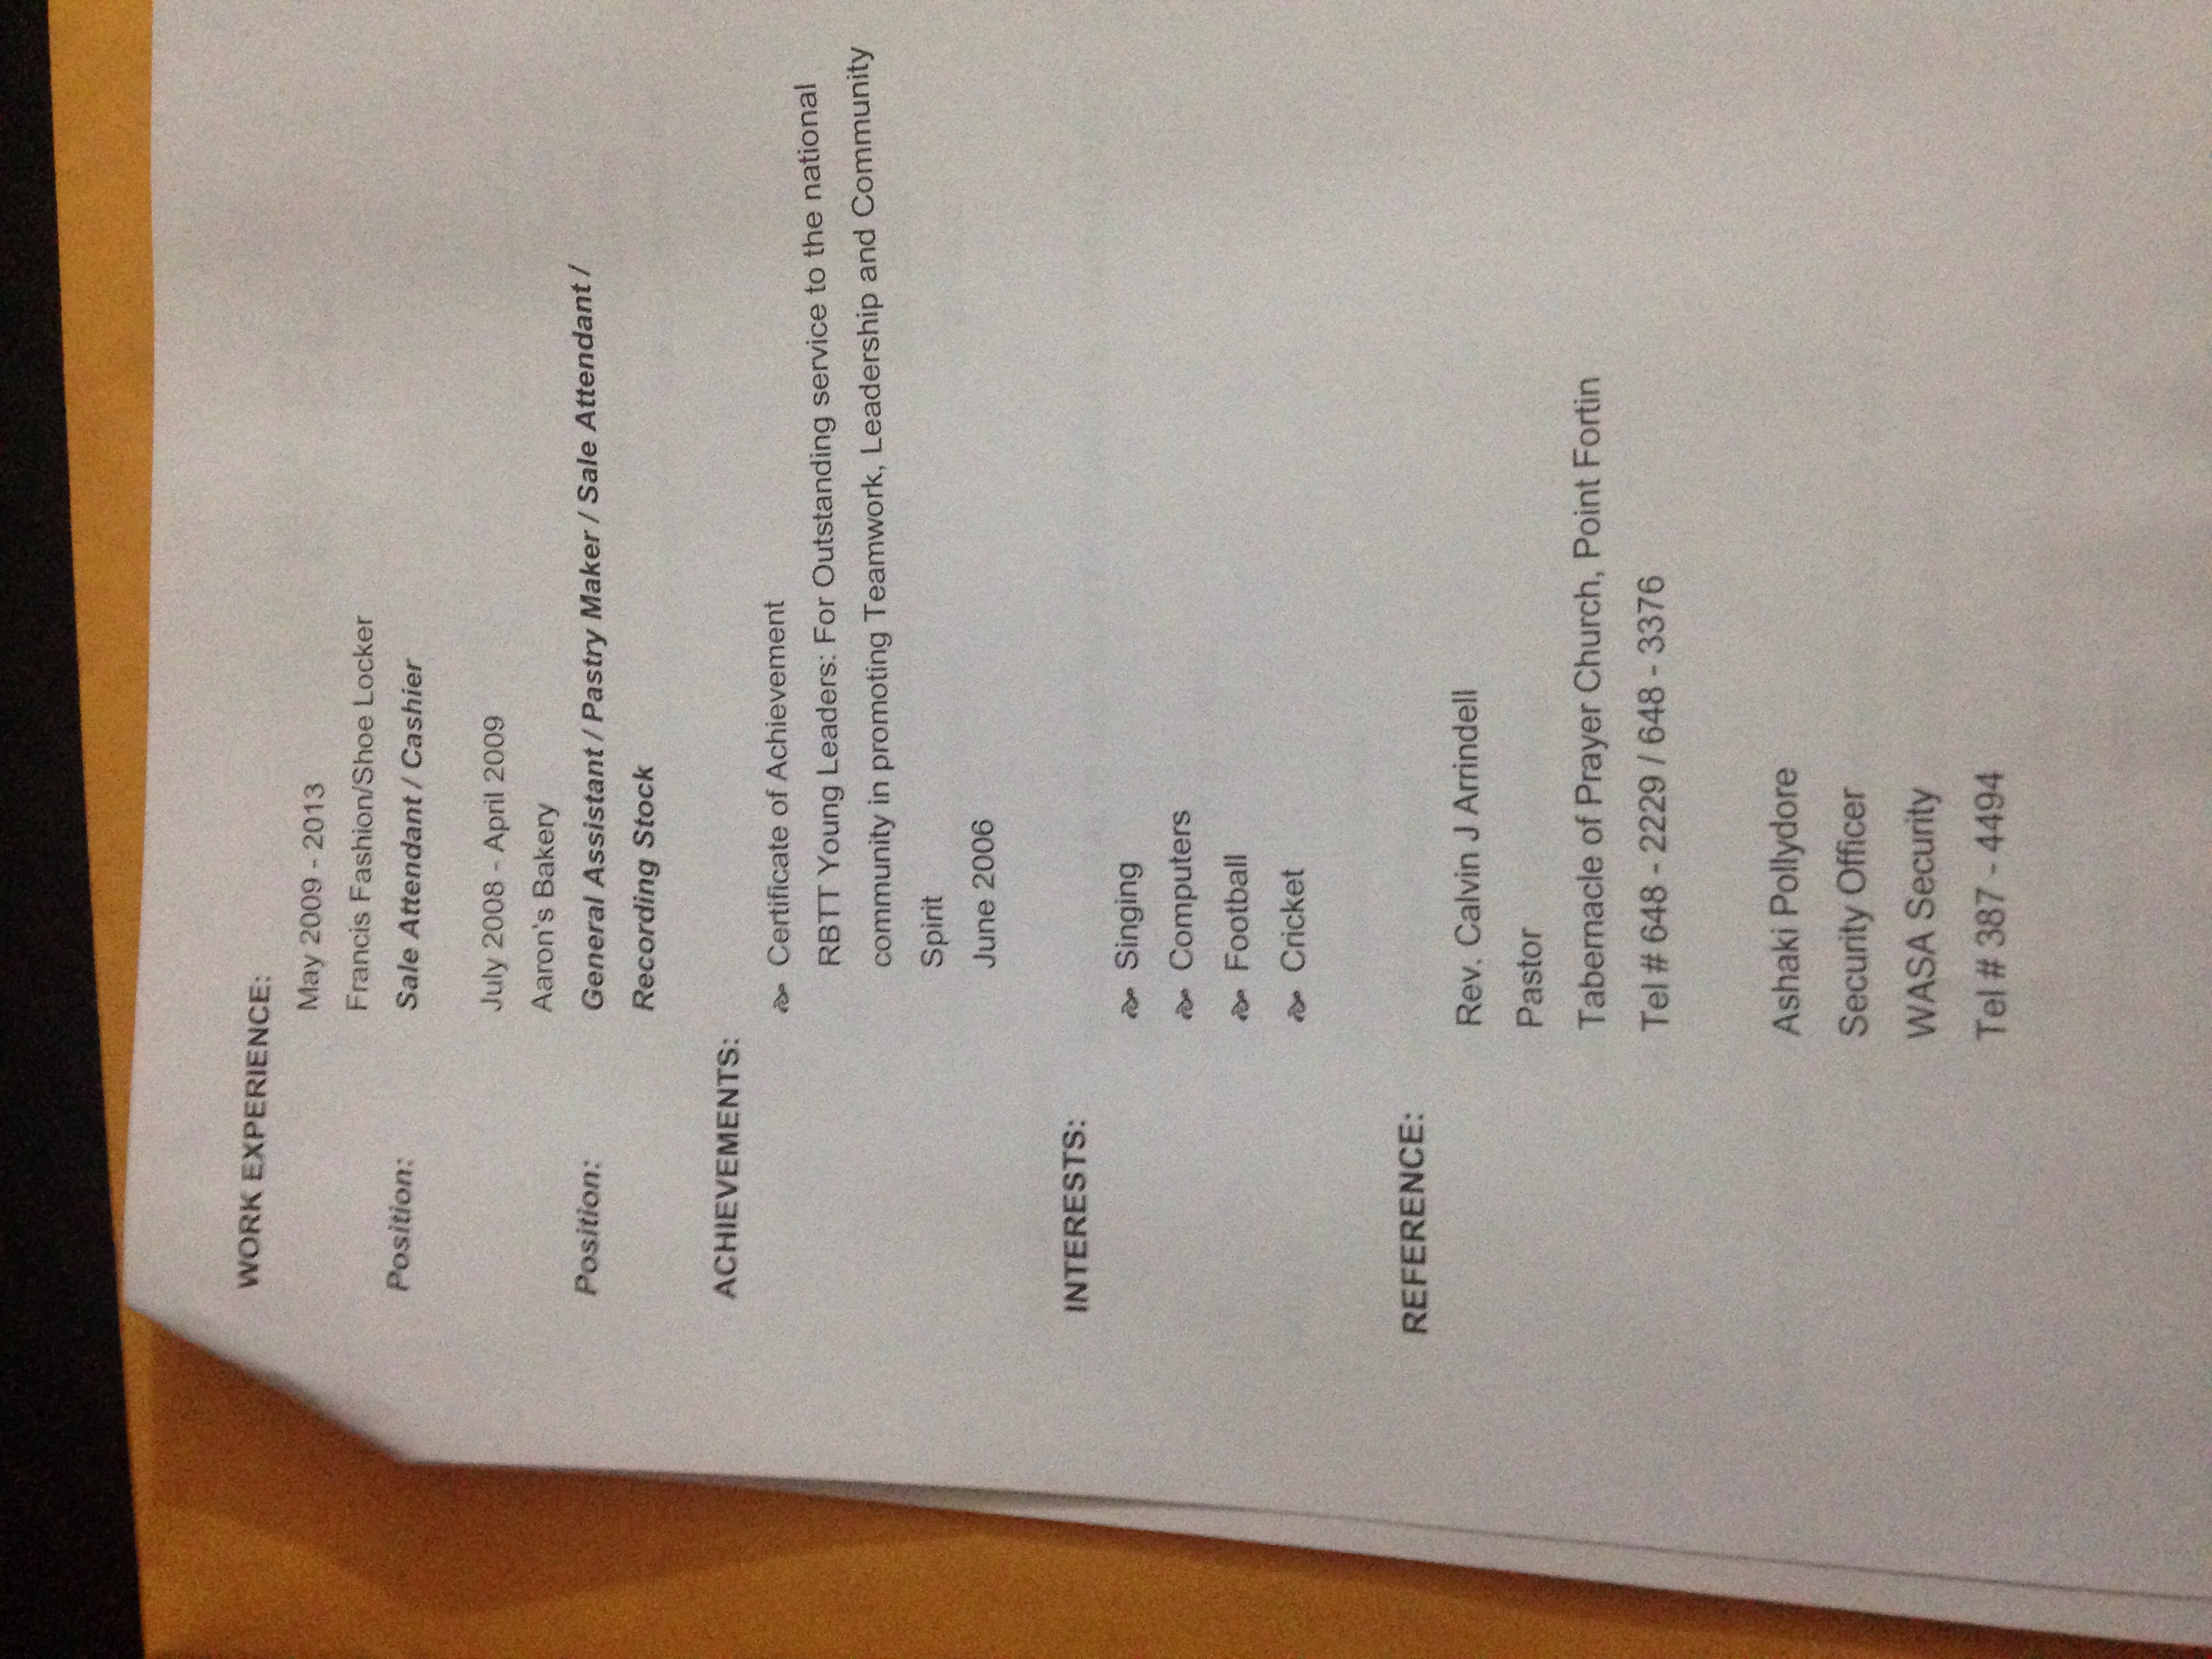 WORK EXPERIENCE:
May 2009 - 2013
Francis Fashion/Shoe Locker
Position: Sale Attendant / Cashier
July 2008 - April 2009
Aaron's Bakery
Position: General Assistant / Pastry Maker / Sale Attendant /
Recording Stock
ACHIEVEMENTS:
Certificate of Achievement
RBTT Young Leaders: For Outstanding service to the national
community in promoting Teamwork, Leadership and Community
Spirit
June 2006
INTERESTS:
Singing
Computers
Football
Cricket
REFERENCE:
Rev. Calvin J Arrindell
Pastor
Tabernacle of Prayer Church, Point Fortin
Tel # 648 - 2229 / 648 - 3376
Ashaki Pollydore
Security Officer
WASA Security
Tel # 387 - 4494